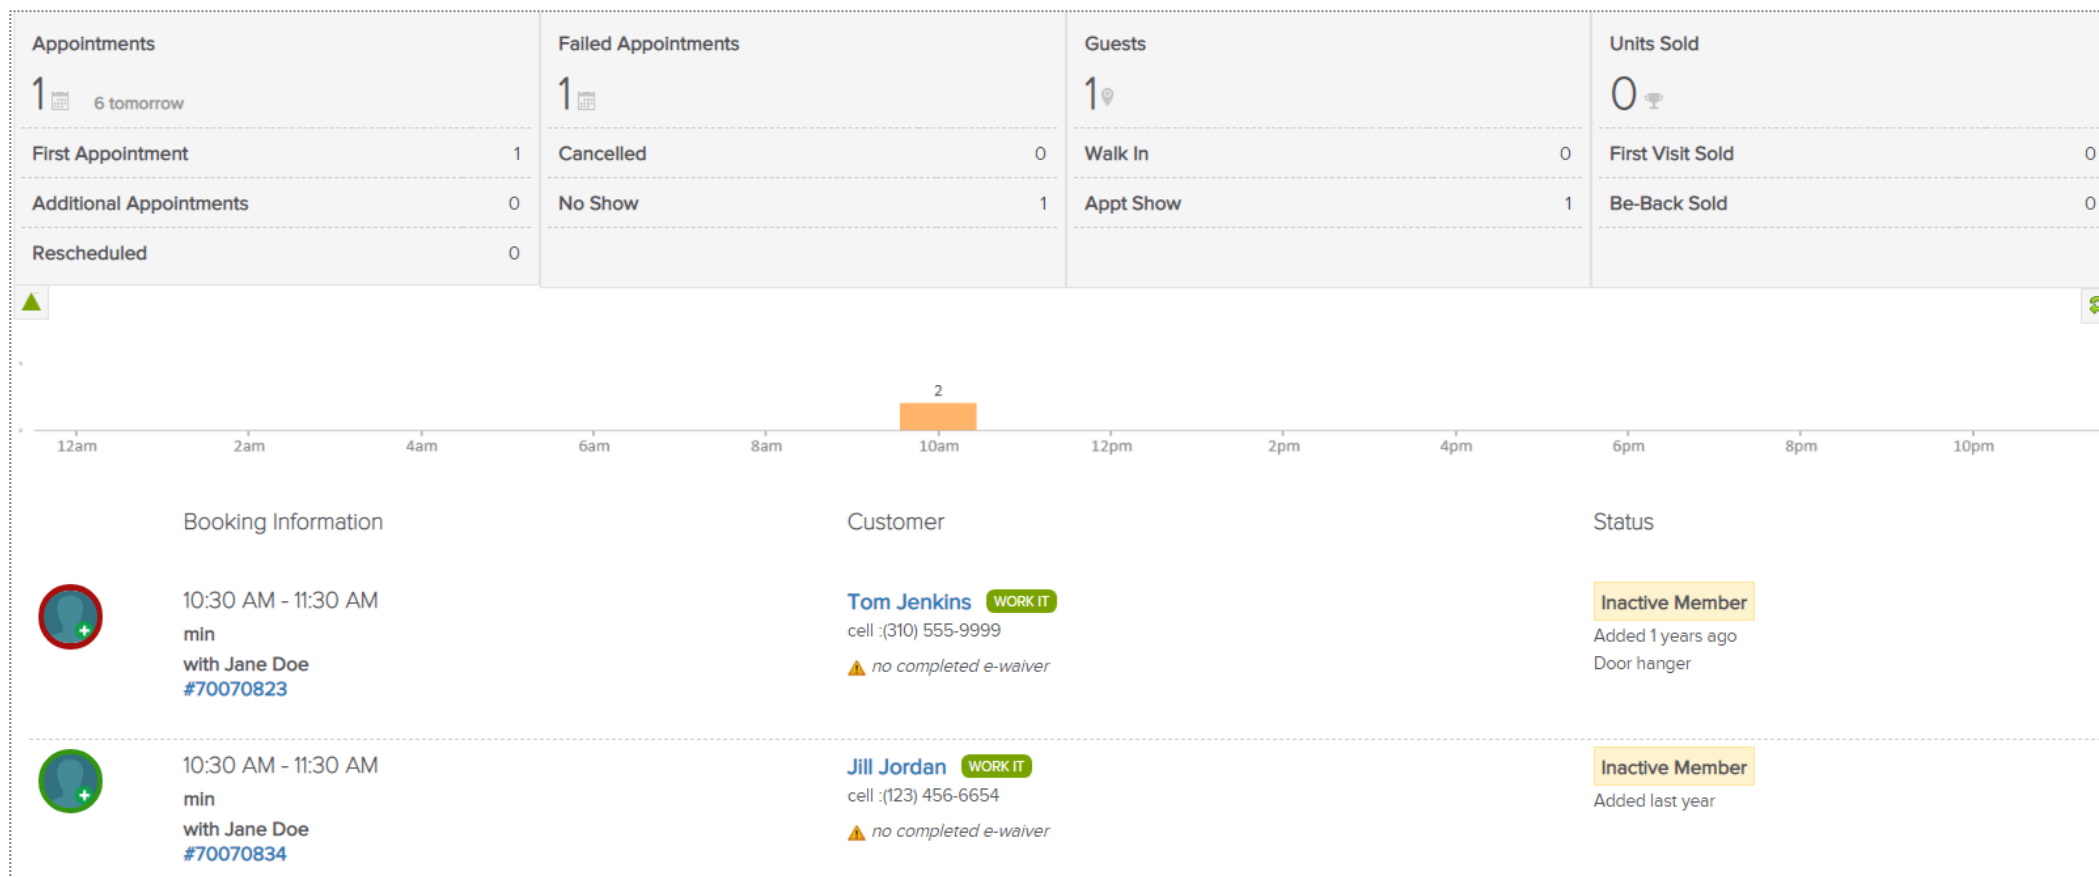 Appointments
1 6 tomorrow
First Appointment 1
Additional Appointments 0
Rescheduled 0
Failed Appointments
1
Cancelled 0
No Show 1
Guests
1
Walk In 0
Appt Show 1
Units Sold
0
First Visit Sold 0
Be-Back Sold 0
2
12am 2am 4am 6am 8am 10am 12pm 2pm 4pm 6pm 8pm 10pm
Booking Information Customer Status
10:30 AM - 11:30 AM
min
with Jane Doe
#70070823
Tom Jenkins WORK IT
cell :(310) 555-9999
no completed e-waiver
Inactive Member
Added 1 years ago
Door hanger
10:30 AM - 11:30 AM
min
with Jane Doe
#70070834
Jill Jordan WORK IT
cell :(123) 456-6654
no completed e-waiver
Inactive Member
Added last year